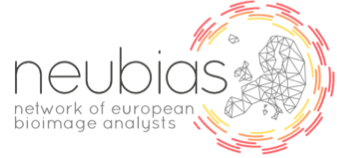 neubias
network of european
bioimage analysts